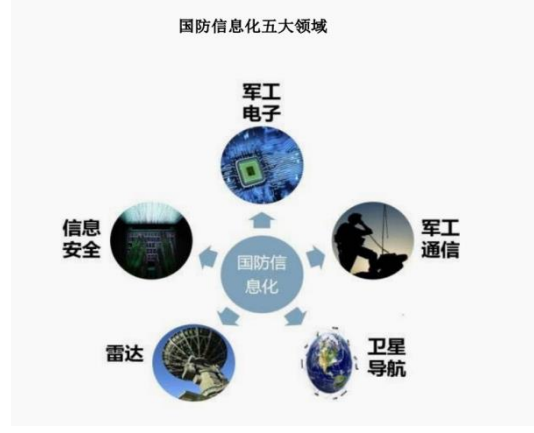 国防信息化五大领域
军工
电子
信息
安全
军工
通信
国防信
息化
雷达
卫星
导航